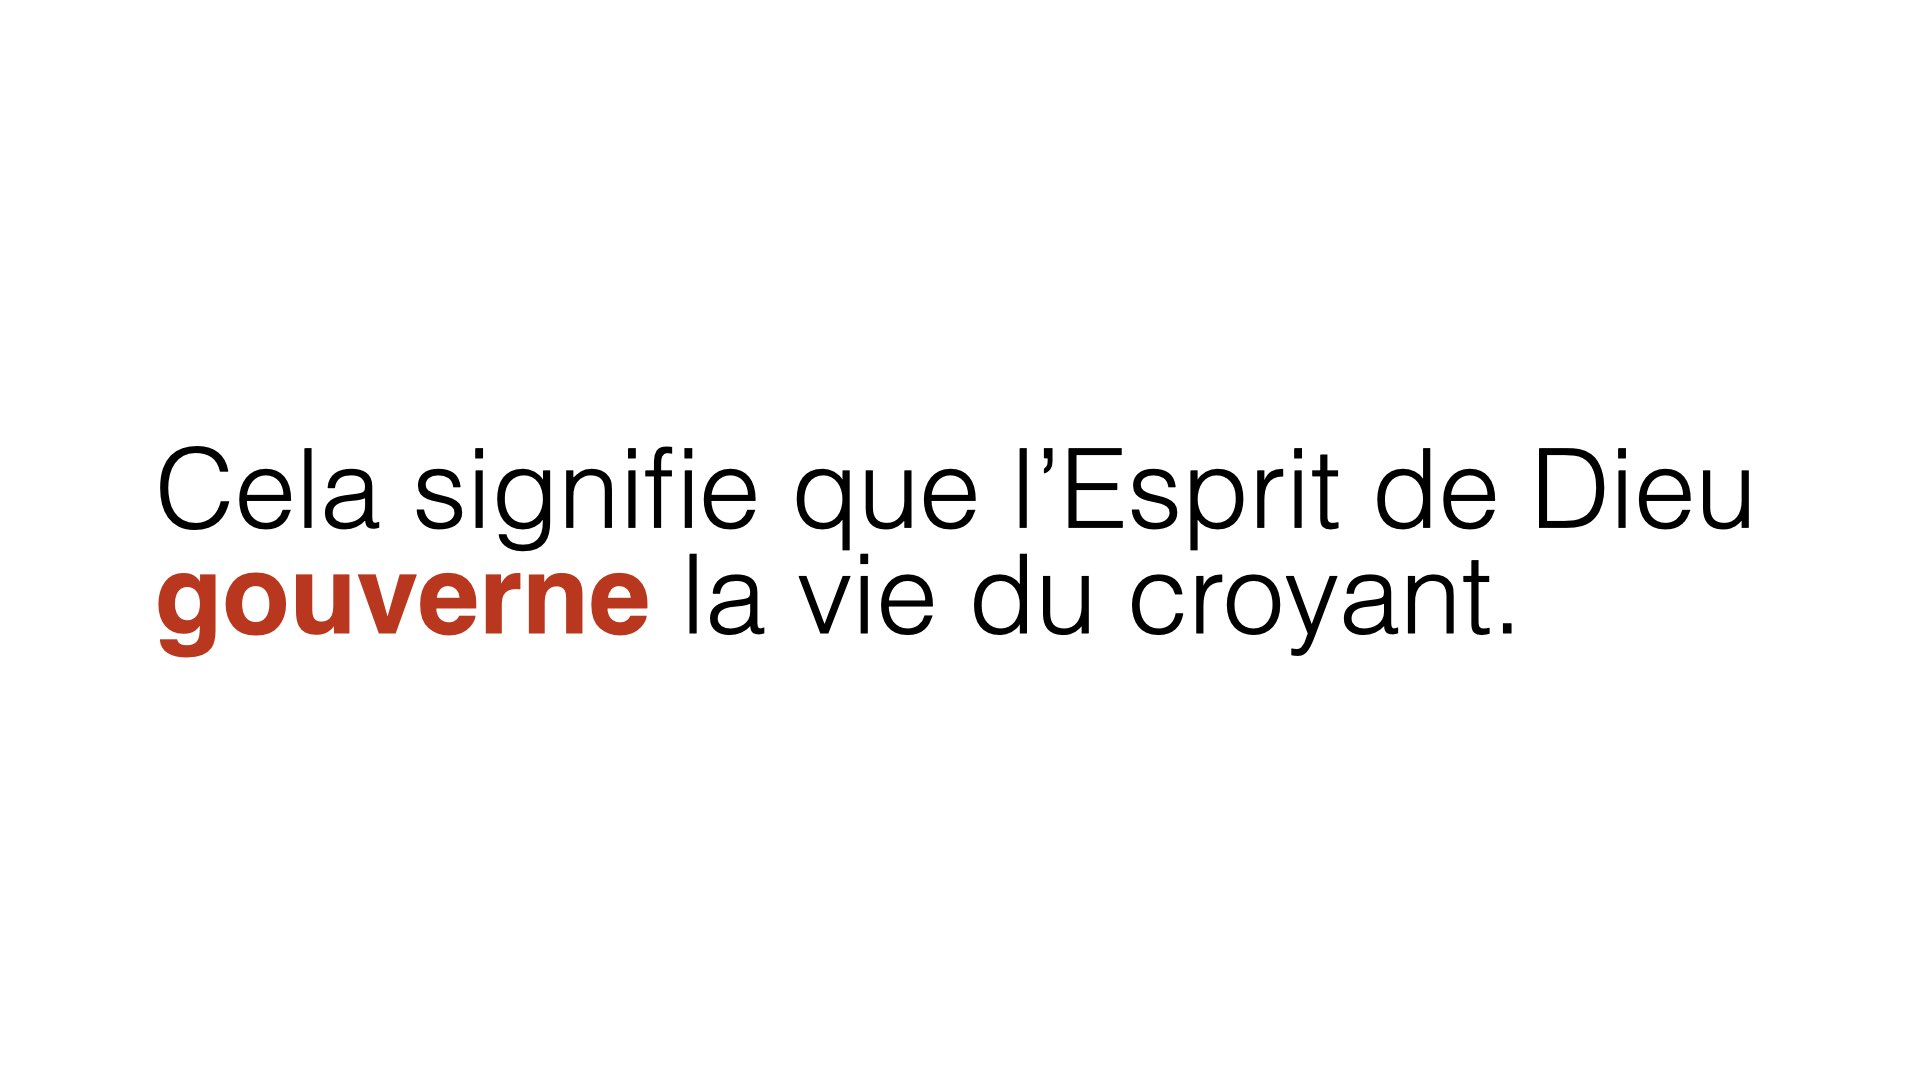 Cela signifie que l’Esprit de Dieu
gouverne la vie du croyant.